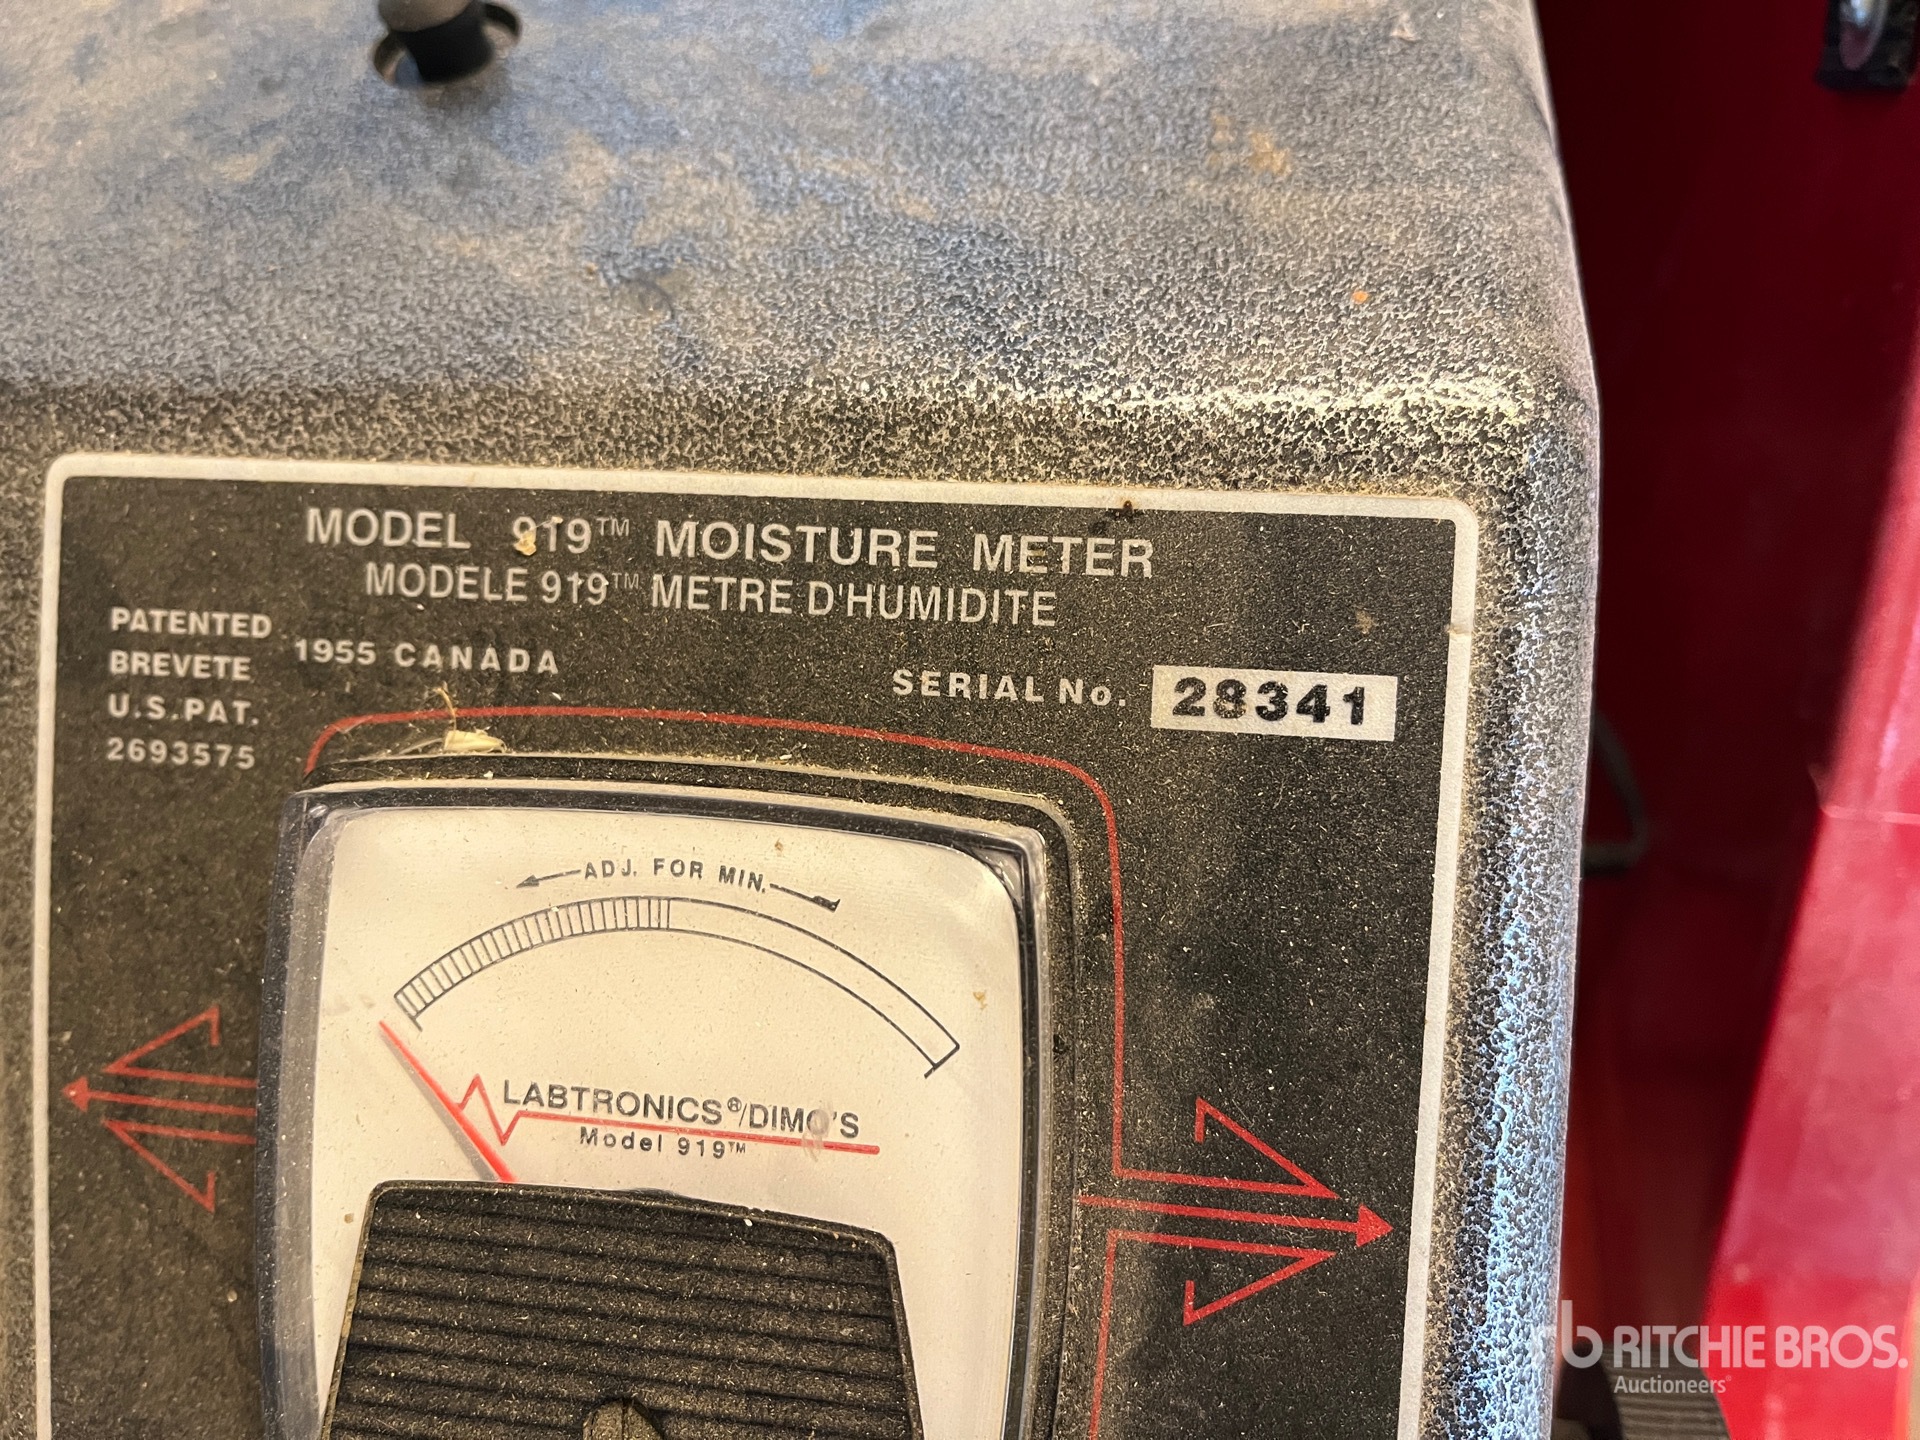 MODEL 919™ MOISTURE METER
MODELE 919™ METRE D'HUMIDITE
PATENTED
BREVETE
U.S.PAT.
2693575
1955 CANADA
SERIAL No. 28341
ADJ. FOR MIN.
LABTRONICS®/DIMO'S
Model 919™
rb RITCHIE BROS.
Auctioneers